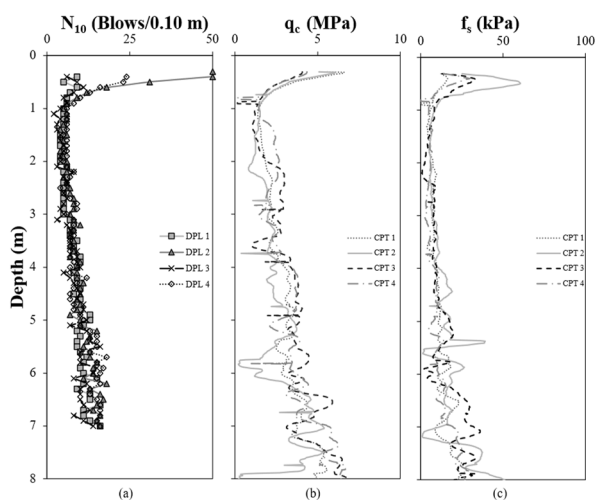 N10 (Blows/0.10 m)
qc (MPa)
fs (kPa)
0 25 50
0 5 10
0 50 100
Depth (m)
0
1
2
3
4
5
6
7
8
DPL 1
DPL 2
DPL 3
DPL 4
CPT 1
CPT 2
CPT 3
CPT 4
CPT 1
CPT 2
CPT 3
CPT 4
(a)
(b)
(c)